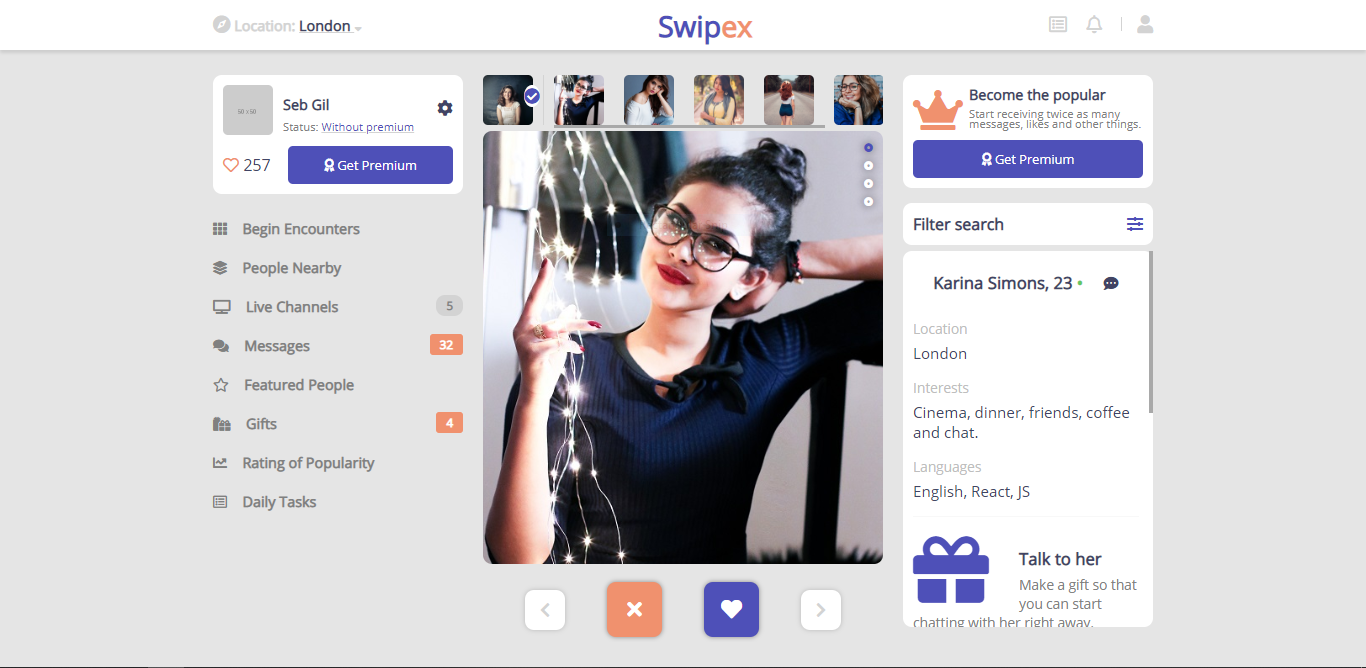 Location: London
Swipex
50 x 50
Seb Gil
Status: Without premium
257
Get Premium
Begin Encounters
People Nearby
Live Channels
5
Messages
32
Featured People
Gifts
4
Rating of Popularity
Daily Tasks
Become the popular
Start receiving twice as many
messages, likes and other things.
Get Premium
Filter search
Karina Simons, 23
Location
London
Interests
Cinema, dinner, friends, coffee
and chat.
Languages
English, React, JS
Talk to her
Make a gift so that
you can start
chatting with her right away.